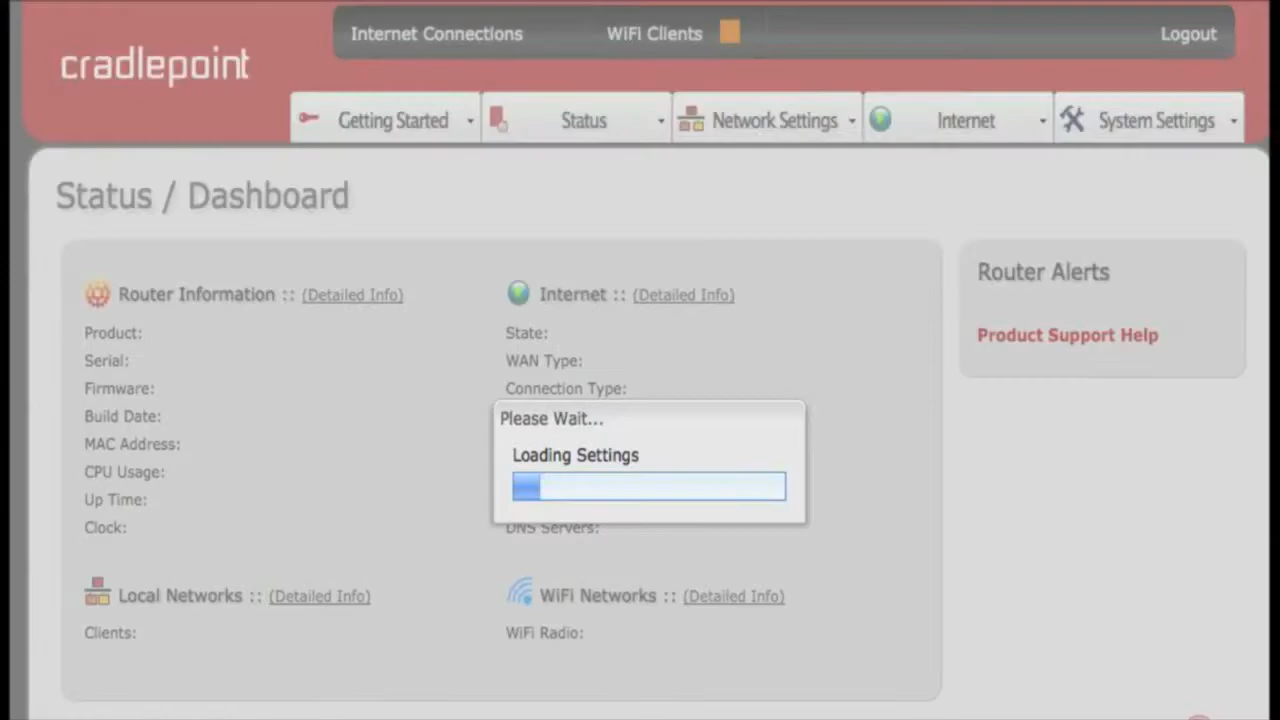 Internet Connections WiFi Clients Logout
cradlepoint
Getting Started Status Network Settings Internet System Settings
Status / Dashboard
Router Information :: (Detailed Info)
Product:
Serial:
Firmware:
Build Date:
MAC Address:
CPU Usage:
Up Time:
Clock:
Internet :: (Detailed Info)
State:
WAN Type:
Connection Type:
DNS Servers:
Please Wait...
Loading Settings
Local Networks :: (Detailed Info)
Clients:
WiFi Networks :: (Detailed Info)
WiFi Radio:
Router Alerts
Product Support Help